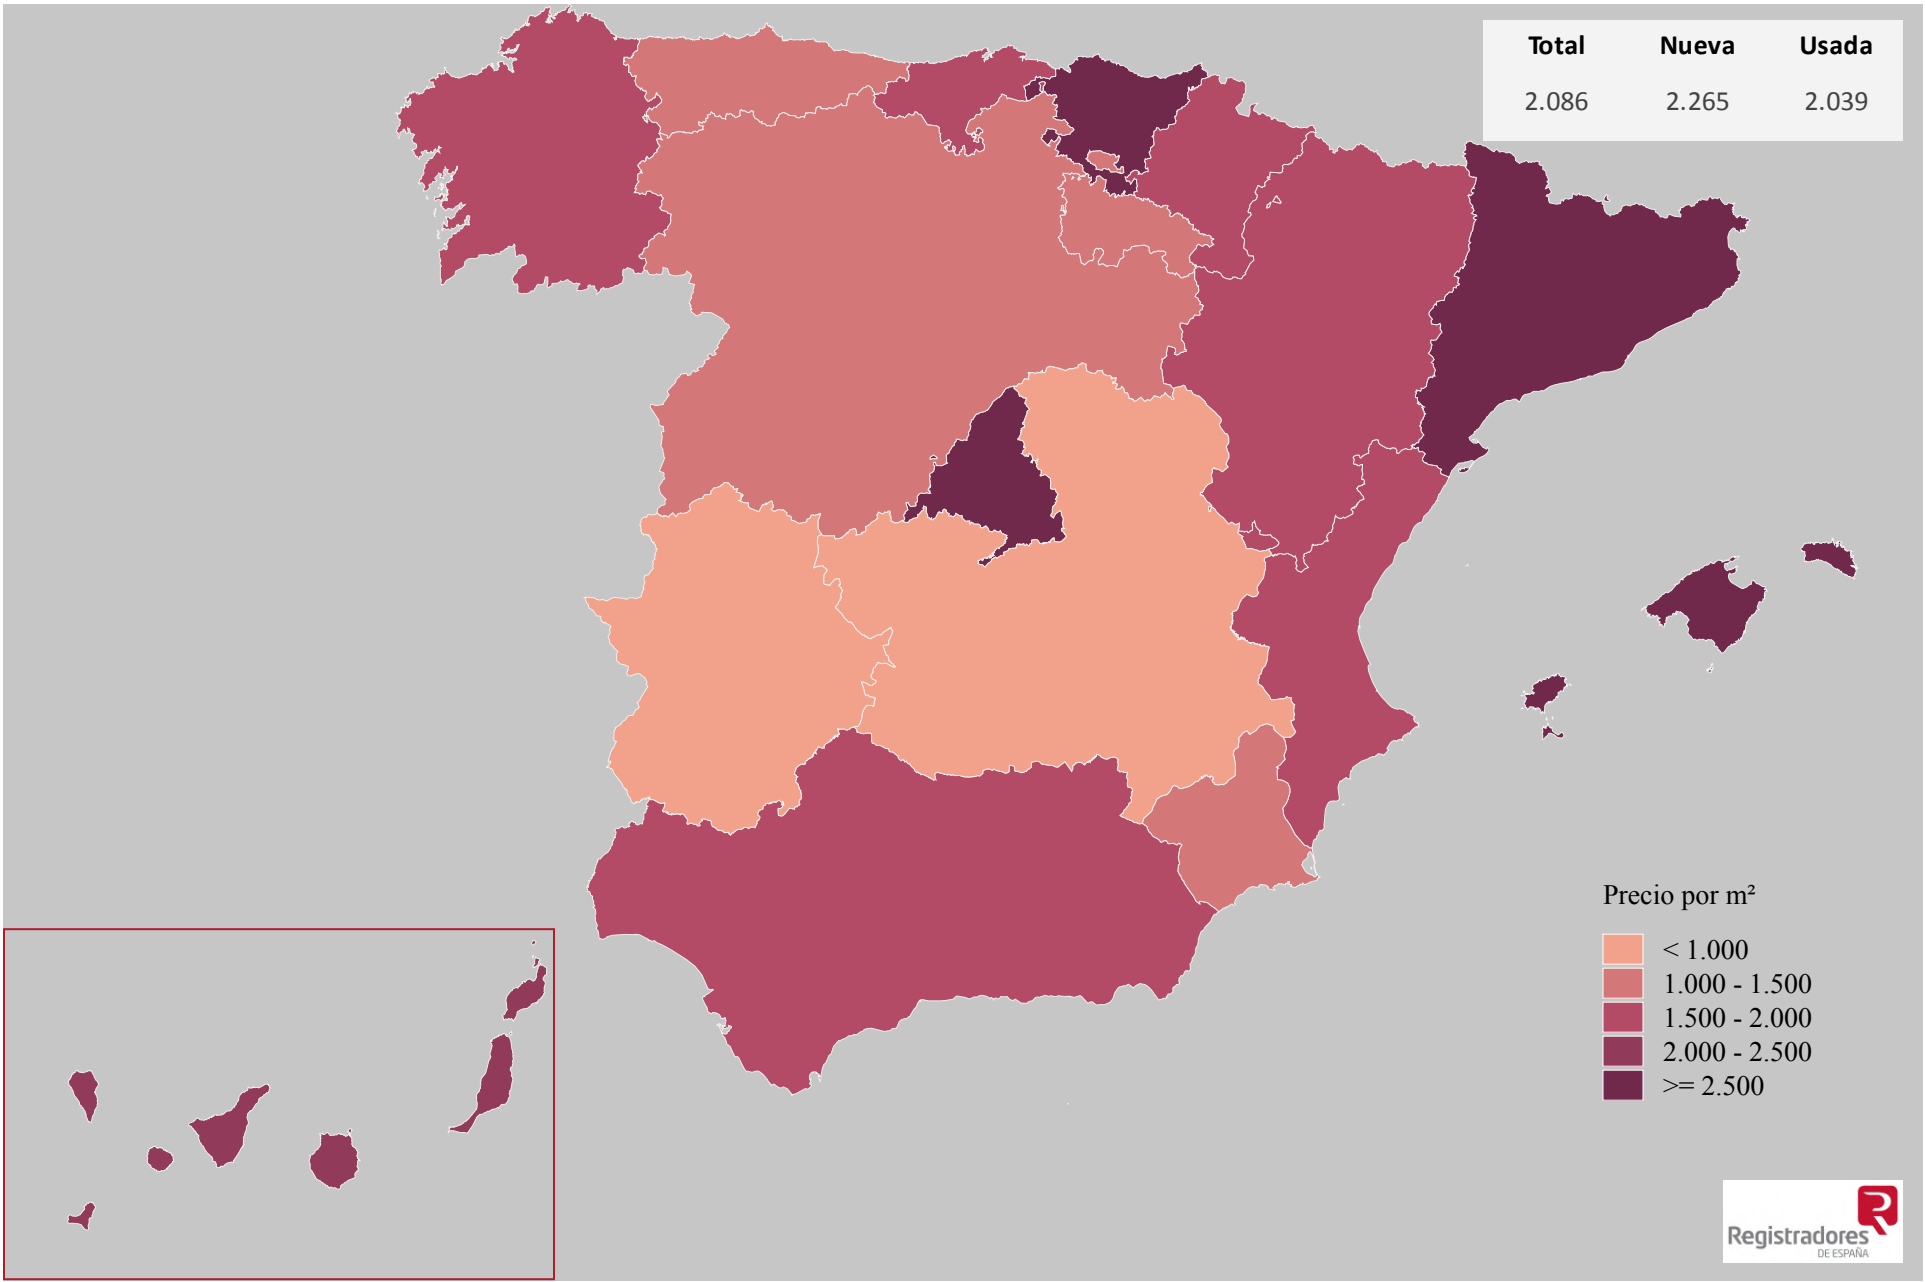 Total Nueva Usada
2.086 2.265 2.039
Precio por m²
< 1.000
1.000 - 1.500
1.500 - 2.000
2.000 - 2.500
>= 2.500
Registradores
DE ESPAÑA